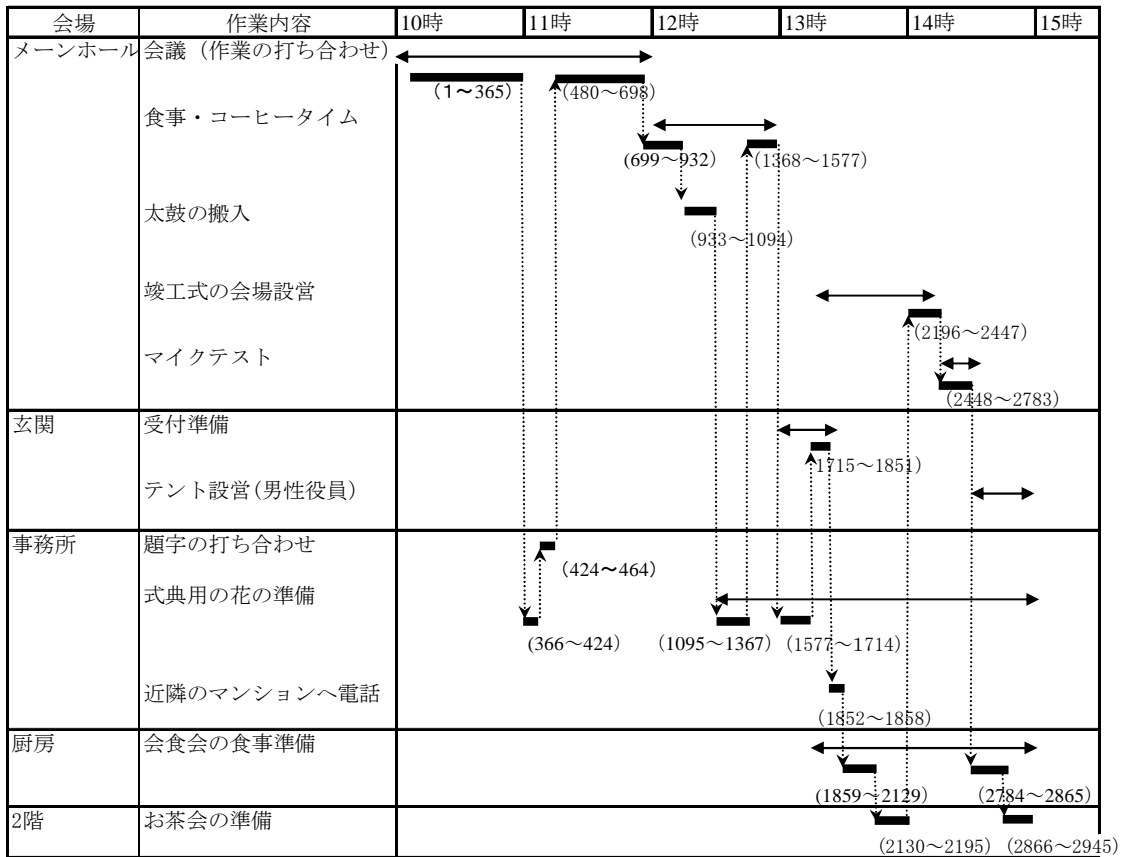 会場 作業内容 10時 11時 12時 13時 14時 15時
メーンホール 会議（作業の打ち合わせ）
（1～365） （480～698）
食事・コーヒータイム
（699～932） （1368～1577）
太鼓の搬入
（933～1094）
竣工式の会場設営
（2196～2447）
マイクテスト
（2448～2783）
玄関 受付準備
1715～1851）
テント設営(男性役員）
事務所 題字の打ち合わせ
（424～464）
式典用の花の準備
（366～424） （1095～1367） （1577～1714）
近隣のマンションへ電話
（1852～1858）
厨房 会食会の食事準備
（1859～2129） （2784～2865）
2階 お茶会の準備
（2130～2195） （2866～2945）